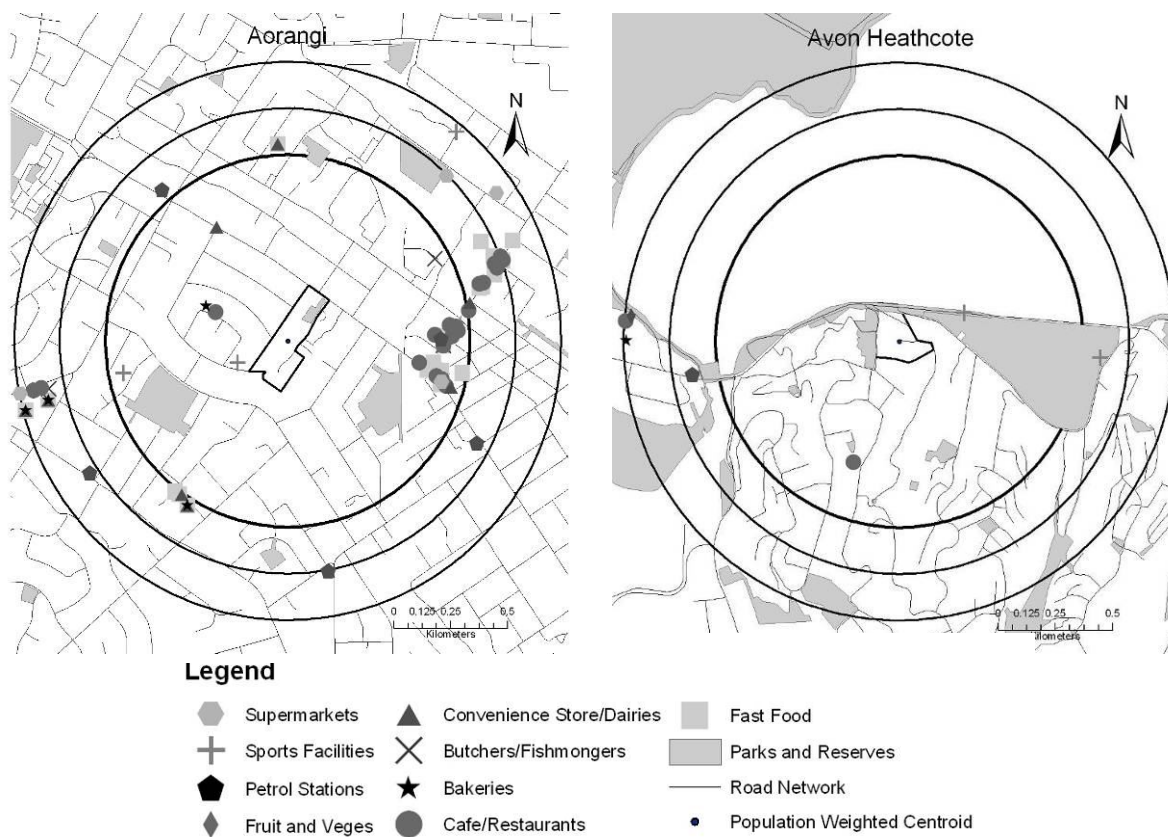 Aorangi
N
0 0.125 0.25 0.5
Kilometers
Avon Heathcote
N
0 0.125 0.25 0.5
Kilometers
Legend
Supermarkets
Convenience Store/Dairies
Fast Food
Sports Facilities
Butchers/Fishmongers
Parks and Reserves
Petrol Stations
Bakeries
Road Network
Fruit and Veges
Cafe/Restaurants
Population Weighted Centroid